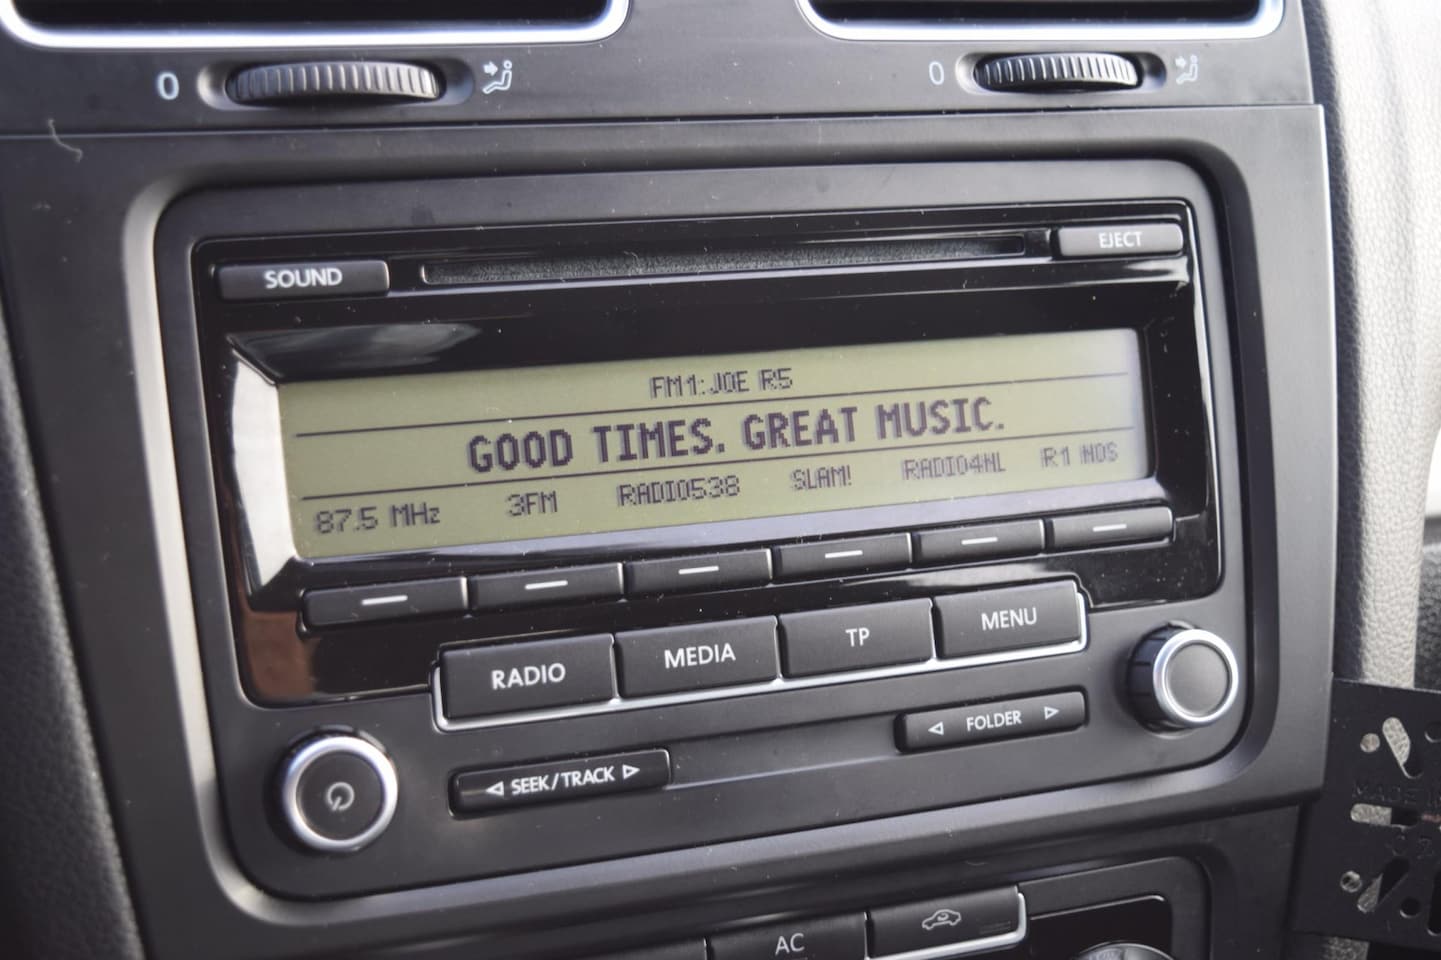 0 0
SOUND EJECT
FM1:JOE R5
GOOD TIMES. GREAT MUSIC.
87.5 MHz 3FM RADIO538 SLAM! RADIO4NL R1 NOS
RADIO MEDIA TP MENU
SEEK/TRACK FOLDER
AC